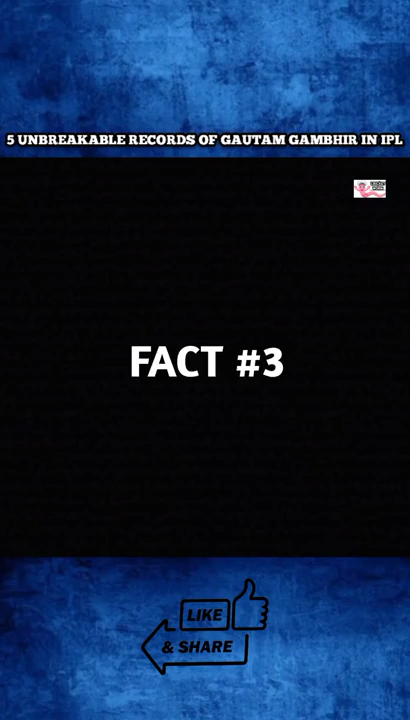 5 UNBREAKABLE RECORDS OF GAUTAM GAMBHIR IN IPL
FACT #3
LIKE
& SHARE